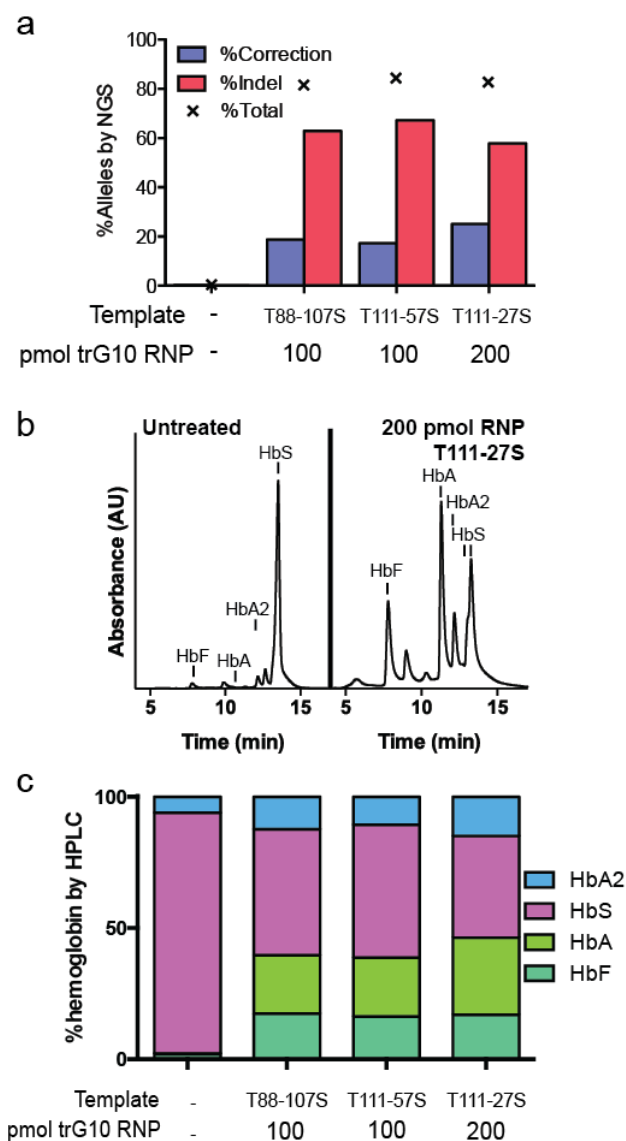 a
%Alleles by NGS
100
80
60
40
20
0
%Correction
%Indel
× %Total
Template - T88-107S T111-57S T111-27S
pmol trG10 RNP - 100 100 200
b
Untreated
200 pmol RNP
T111-27S
Absorbance (AU)
HbF
HbA
HbA2
HbS
HbF
HbA
HbA2
HbS
5 10 15 5 10 15
Time (min) Time (min)
c
%hemoglobin by HPLC
100
50
0
HbA2
HbS
HbA
HbF
Template - T88-107S T111-57S T111-27S
pmol trG10 RNP - 100 100 200